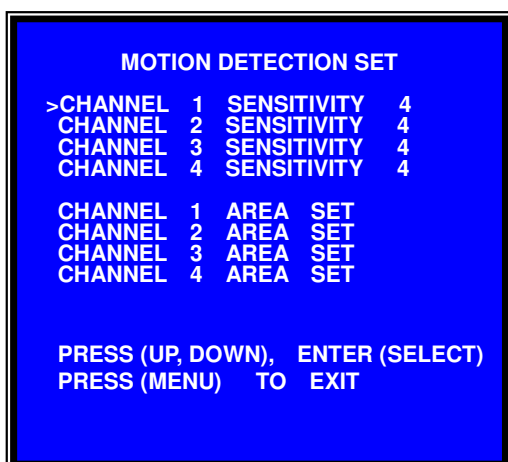 MOTION DETECTION SET
>CHANNEL 1 SENSITIVITY 4
CHANNEL 2 SENSITIVITY 4
CHANNEL 3 SENSITIVITY 4
CHANNEL 4 SENSITIVITY 4
CHANNEL 1 AREA SET
CHANNEL 2 AREA SET
CHANNEL 3 AREA SET
CHANNEL 4 AREA SET
PRESS (UP, DOWN), ENTER (SELECT)
PRESS (MENU) TO EXIT